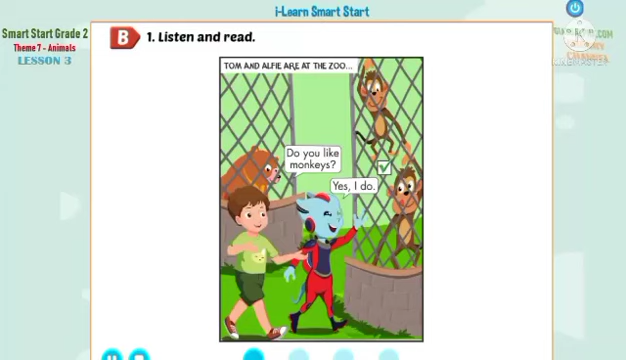 i-Learn Smart Start
Smart Start Grade 2
Theme 7 - Animals
LESSON 3
B 1. Listen and read.
TOM AND ALFIE ARE AT THE ZOO...
Do you like
monkeys?
Yes, I do.